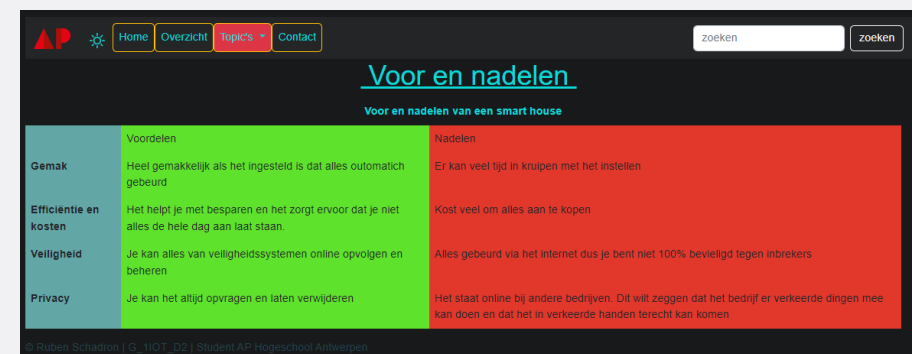 AP Home Overzicht Topic's Contact zoeken zoeken
Voor en nadelen
Voor en nadelen van een smart house
Voordelen Nadelen
Gemak Heel gemakkelijk als het ingesteld is dat alles outomatich Er kan veel tijd in kruipen met het instellen
gebeurd
Efficiëntie en Het helpt je met besparen en het zorgt ervoor dat je niet Kost veel om alles aan te kopen
kosten alles de hele dag aan laat staan.
Veiligheid Je kan alles van veiligheidssystemen online opvolgen en Alles gebeurd via het internet dus je bent niet 100% bevieligd tegen inbrekers
beheren
Privacy Je kan het altijd opvragen en laten verwijderen Het staat online bij andere bedrijven. Dit wilt zeggen dat het bedrijf er verkeerde dingen mee
kan doen en dat het in verkeerde handen terecht kan komen
© Ruben Schadron | G_1IOT_D2 | Student AP Hogeschool Antwerpen